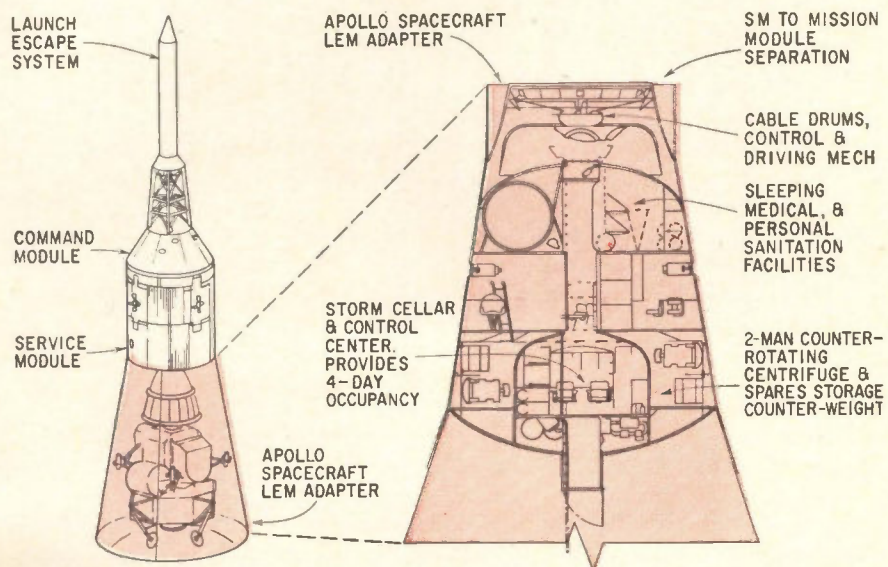 LAUNCH
ESCAPE
SYSTEM
COMMAND
MODULE
SERVICE
MODULE
APOLLO
SPACECRAFT
LEM ADAPTER
APOLLO SPACECRAFT
LEM ADAPTER
STORM CELLAR
& CONTROL
CENTER.
PROVIDES
4-DAY
OCCUPANCY
SM TO MISSION
MODULE
SEPARATION
CABLE DRUMS,
CONTROL &
DRIVING MECH
SLEEPING
MEDICAL, &
PERSONAL
SANITATION
FACILITIES
2-MAN COUNTER-
ROTATING
CENTRIFUGE &
SPARES STORAGE
COUNTER-WEIGHT